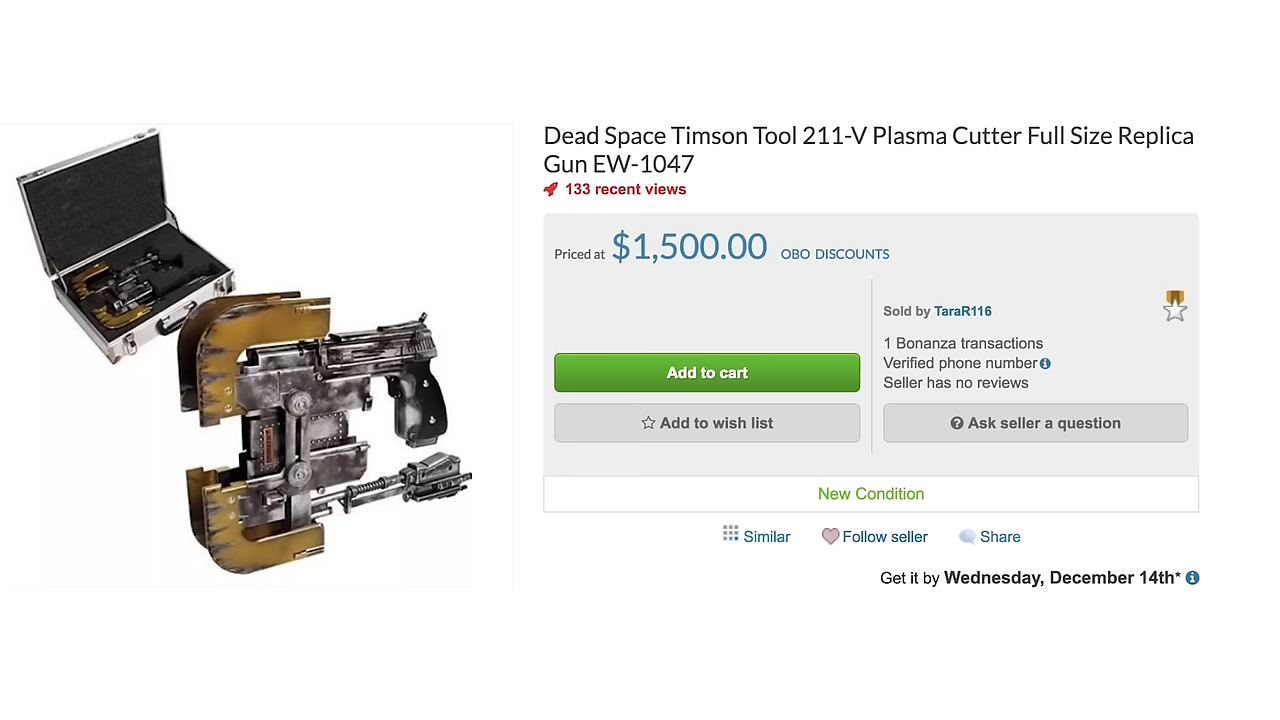 Dead Space Timson Tool 211-V Plasma Cutter Full Size Replica
Gun EW-1047
133 recent views
Priced at $1,500.00 OBO DISCOUNTS
Sold by TaraR116
1 Bonanza transactions
Verified phone number
Seller has no reviews
Add to cart
Add to wish list
Ask seller a question
New Condition
Similar Follow seller Share
Get it by Wednesday, December 14th*